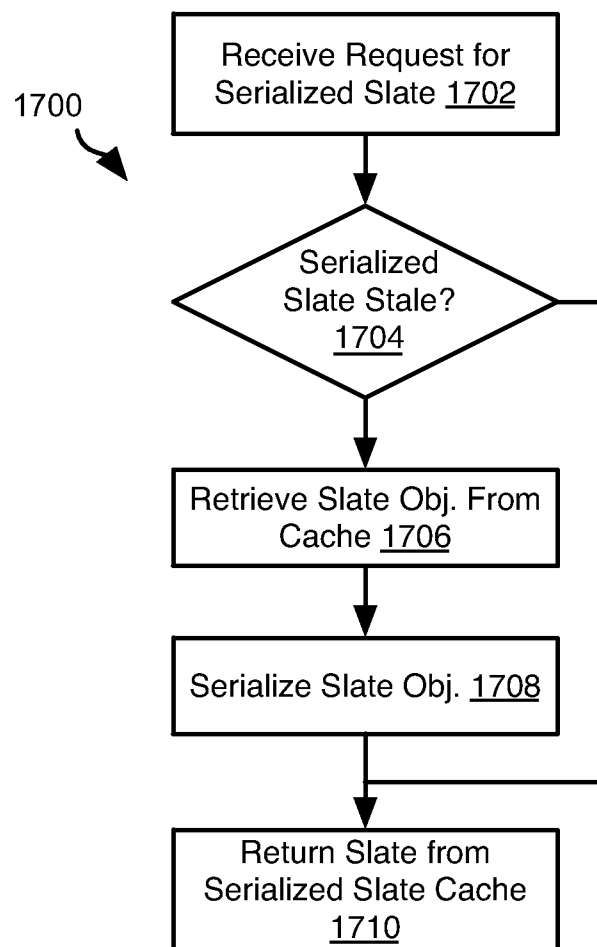 Receive Request for
Serialized Slate 1702
1700
Serialized
Slate Stale?
1704
Retrieve Slate Obj. From
Cache 1706
Serialize Slate Obj. 1708
Return Slate from
Serialized Slate Cache
1710